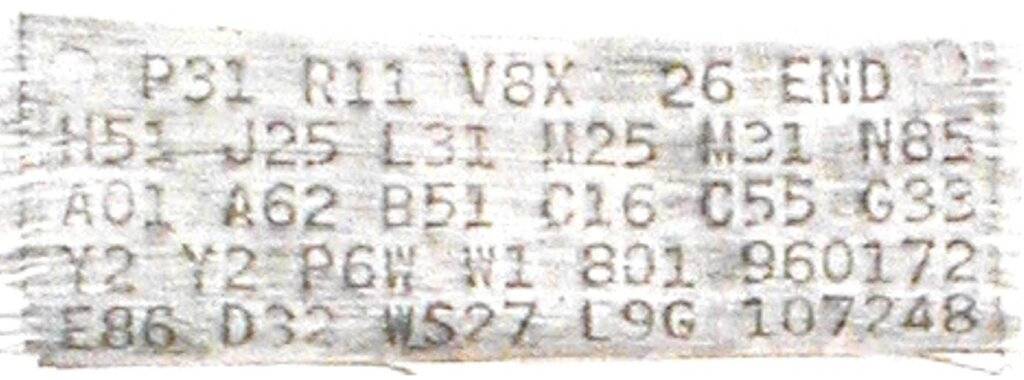 P31 R11 V8X 26 END
H51 J25 L31 M25 M31 N85
A01 A62 B51 C16 C55 G33
Y2 Y2 P6W W1 801 960172
E86 D32 WS27 L9G 107248